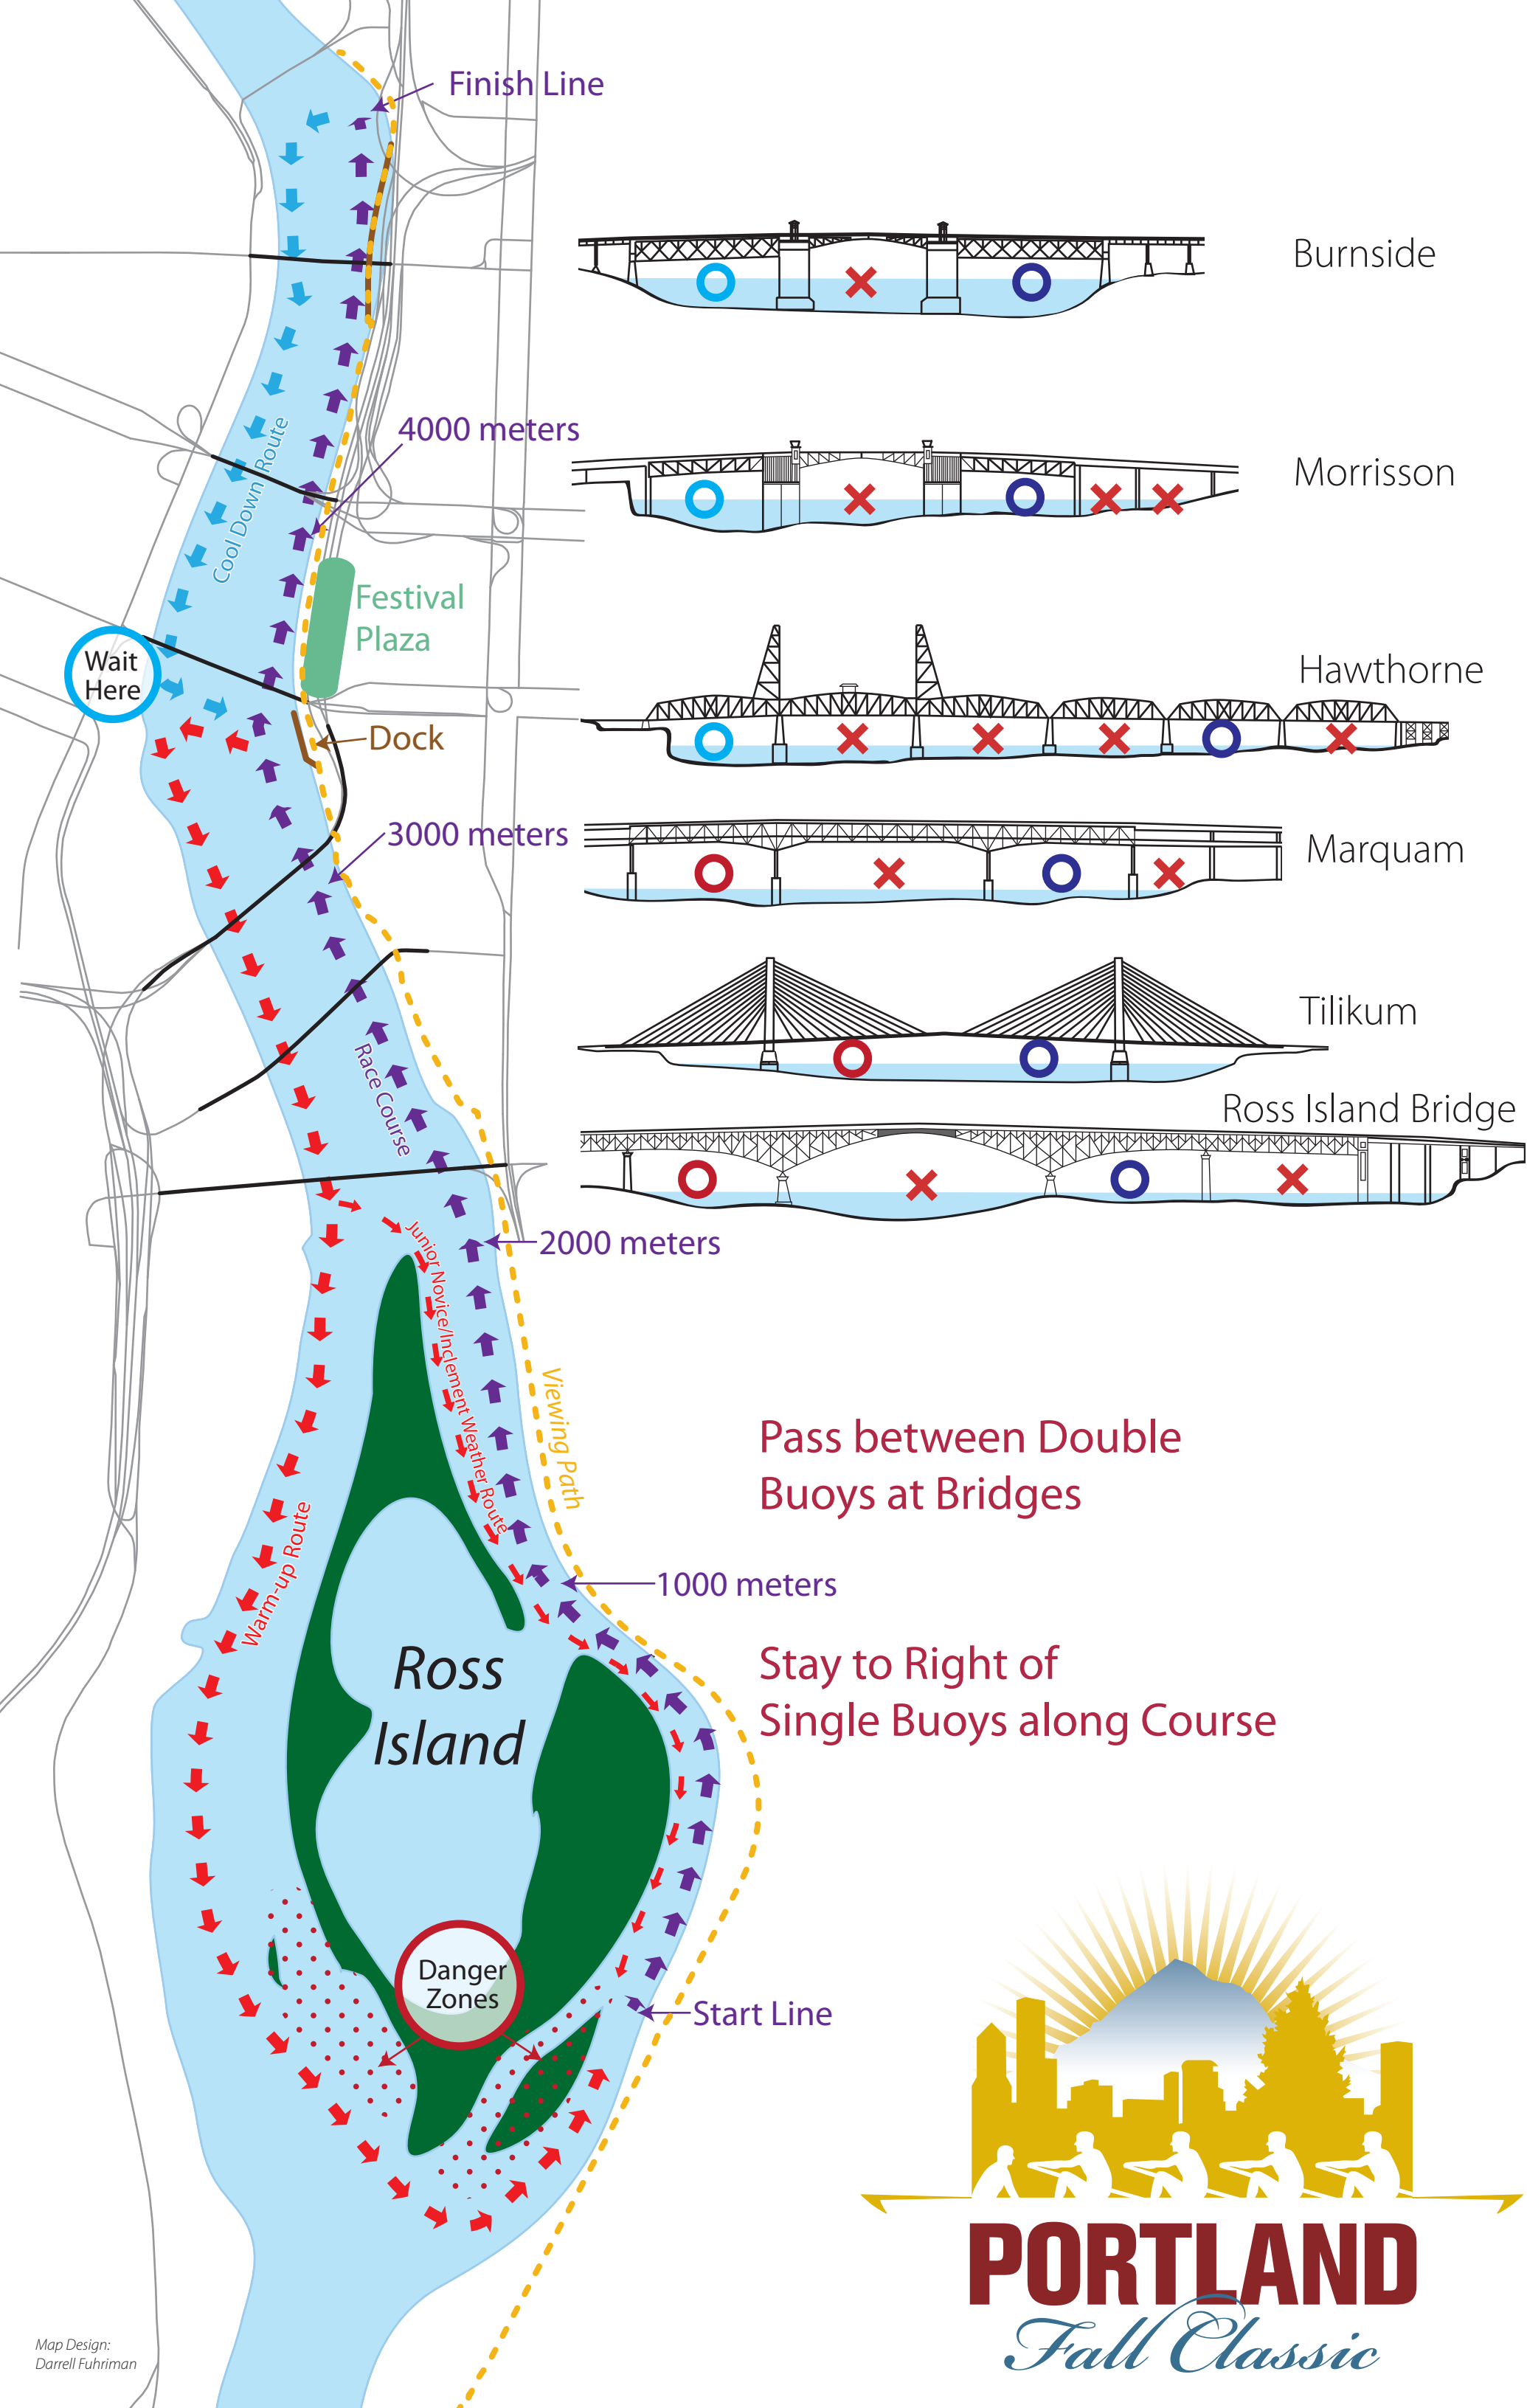 Finish Line
Burnside
4000 meters
Morrisson
Cool Down Route
Festival
Plaza
Wait
Here
Hawthorne
Dock
3000 meters
Marquam
Tilikum
Race Course
Ross Island Bridge
2000 meters
Junior Novice/Inclement Weather Route
Viewing Path
Pass between Double
Buoys at Bridges
Warm-up Route
1000 meters
Ross
Island
Stay to Right of
Single Buoys along Course
Danger
Zones
Start Line
PORTLAND
Fall Classic
Map Design:
Darrell Fuhriman